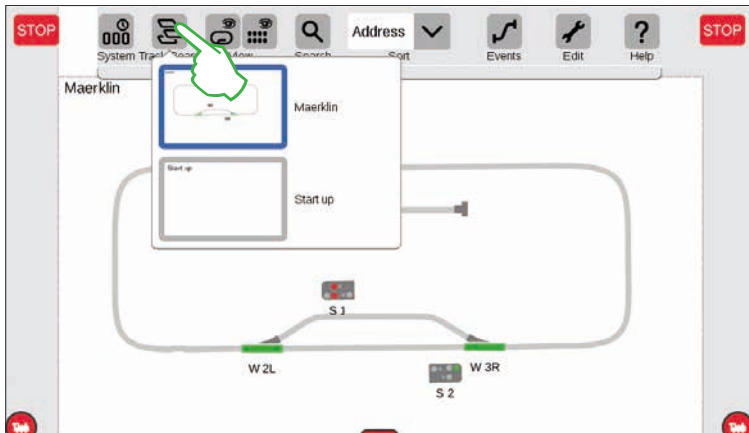 STOP
Address
STOP
System
Search
Sort
Events
Edit
Help
Maerklin
Maerklin
Start up
Start up
S 1
W 2L
W 3R
S 2